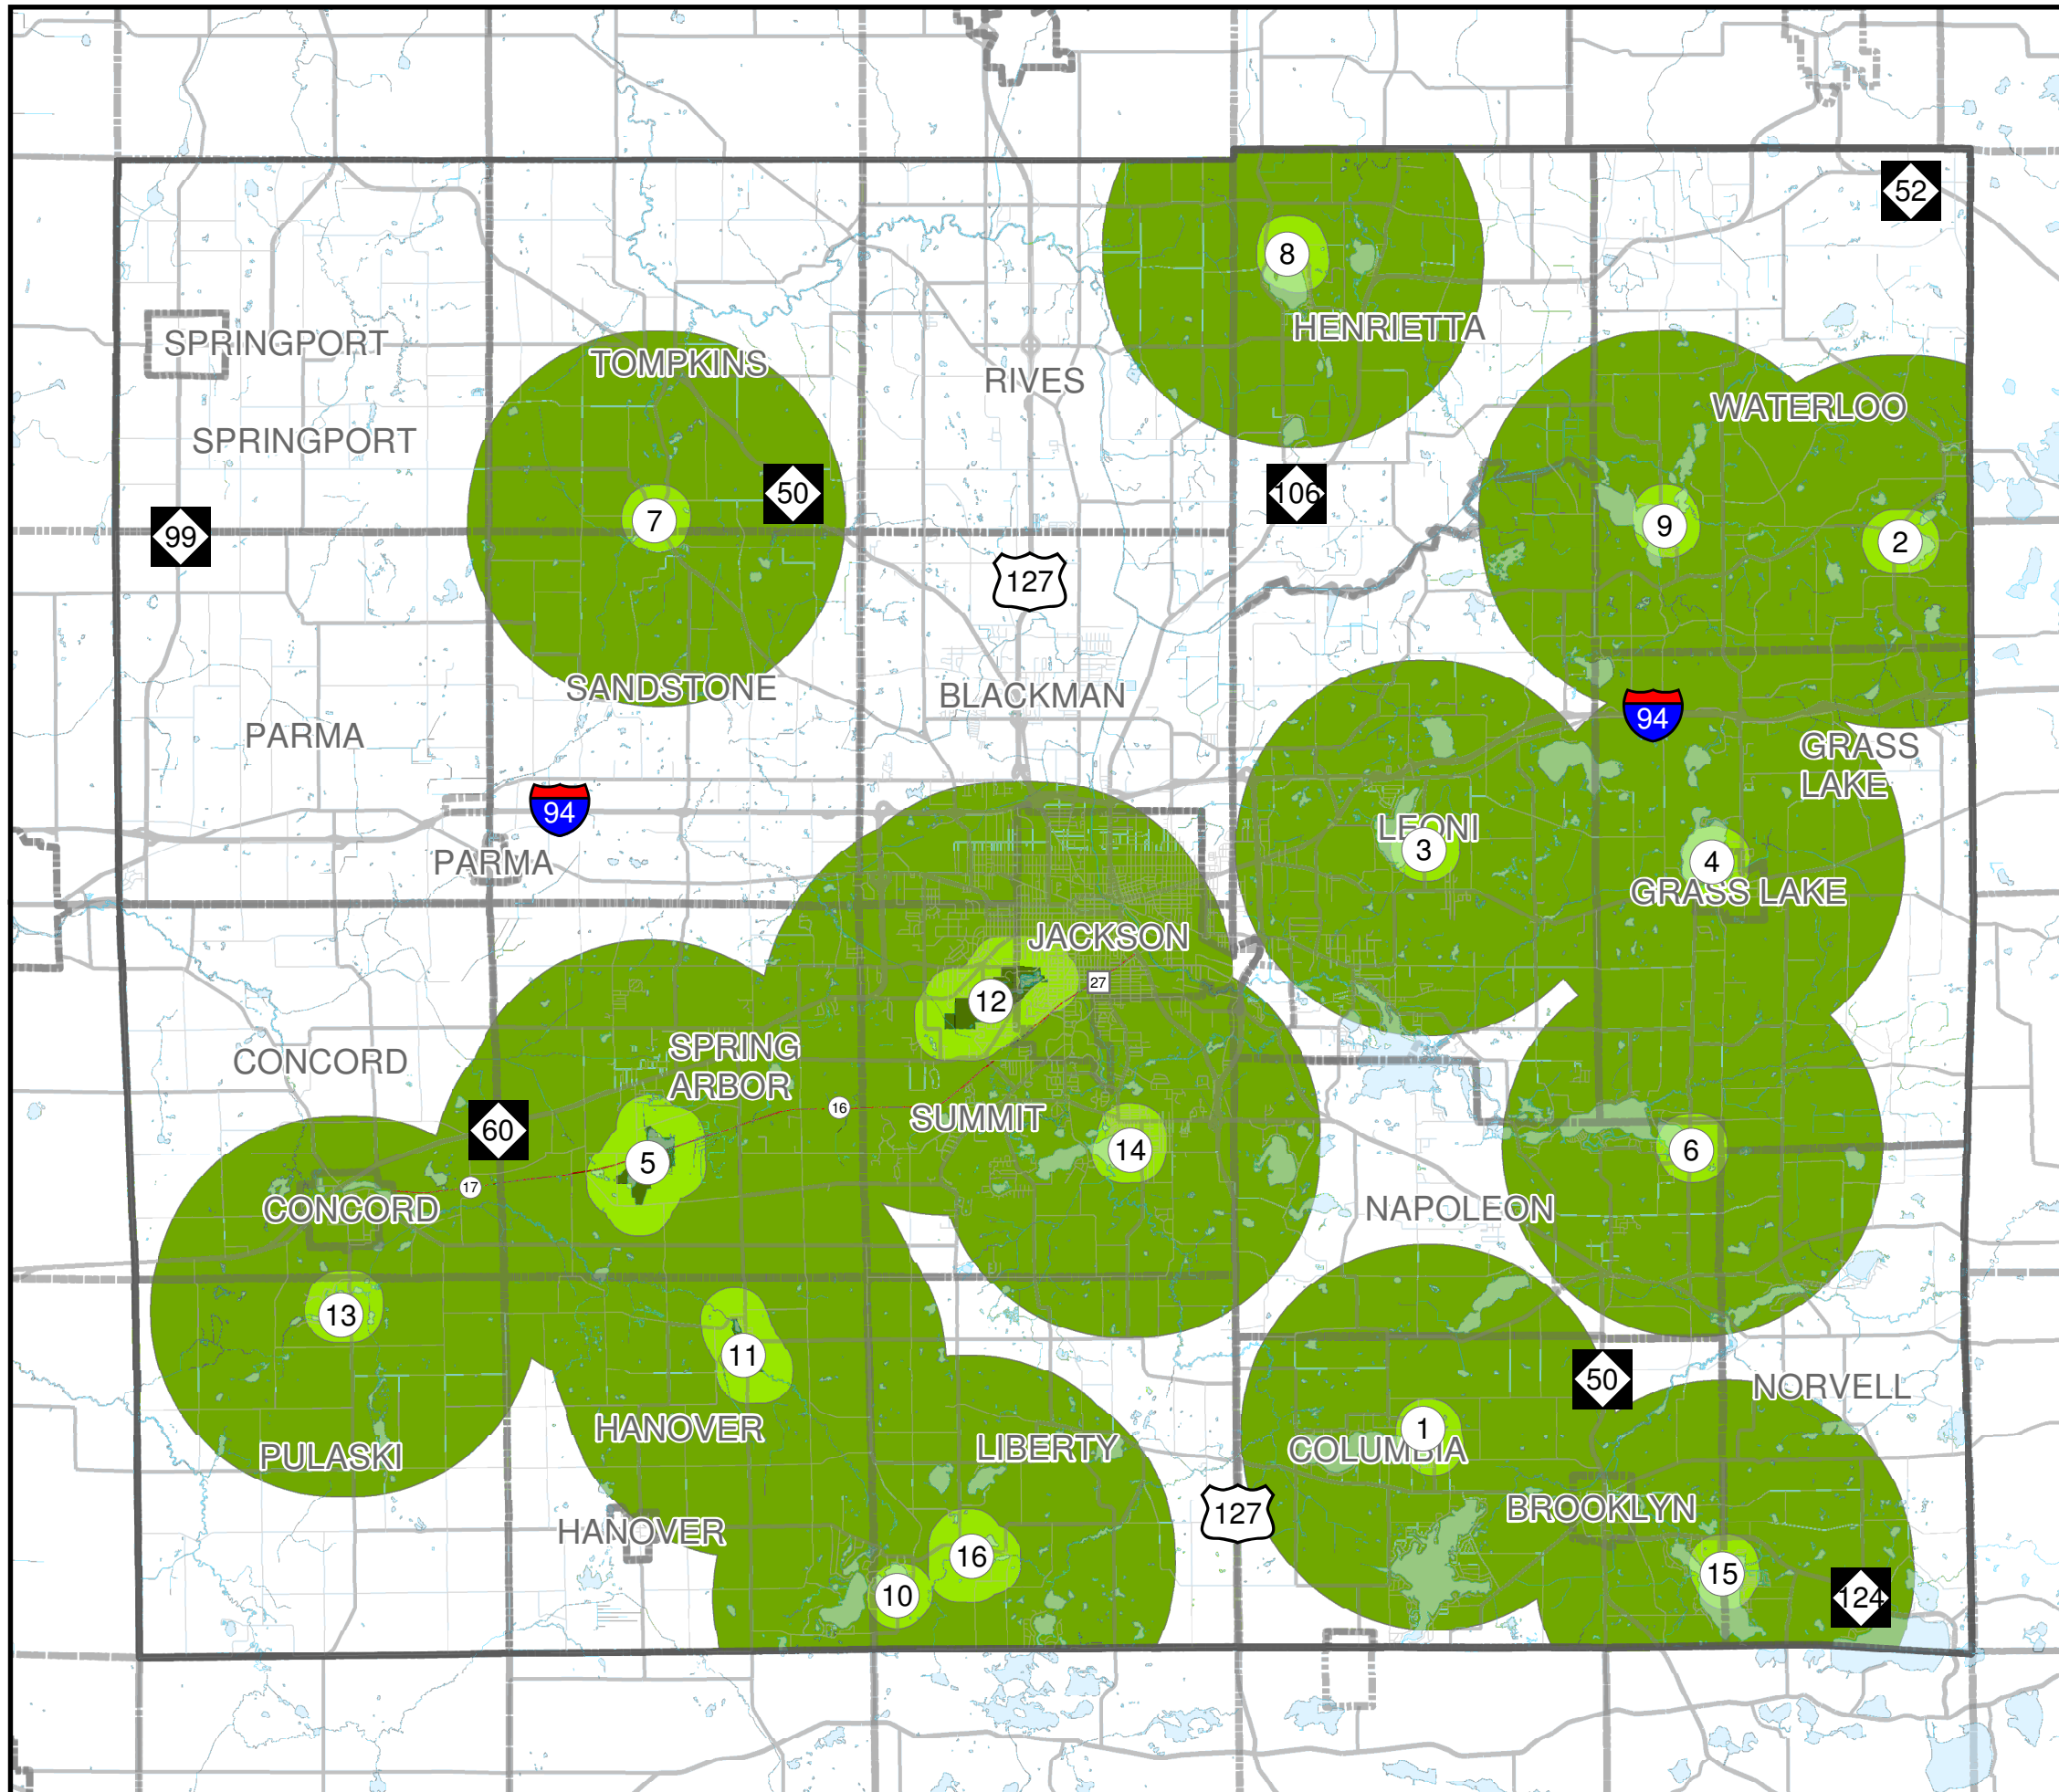 52
8
HENRIETTA
SPRINGPORT
TOMPKINS
RIVES
WATERLOO
SPRINGPORT
50
106
99
7
9
2
127
SANDSTONE
BLACKMAN
94
PARMA
GRASS
LAKE
94
LEONI
3
4
PARMA
GRASS LAKE
JACKSON
27
12
SPRING
ARBOR
CONCORD
16
SUMMIT
60
14
6
5
17
CONCORD
NAPOLEON
13
11
50
NORVELL
HANOVER
1
LIBERTY
COLUMBIA
PULASKI
BROOKLYN
127
HANOVER
16
15
10
124